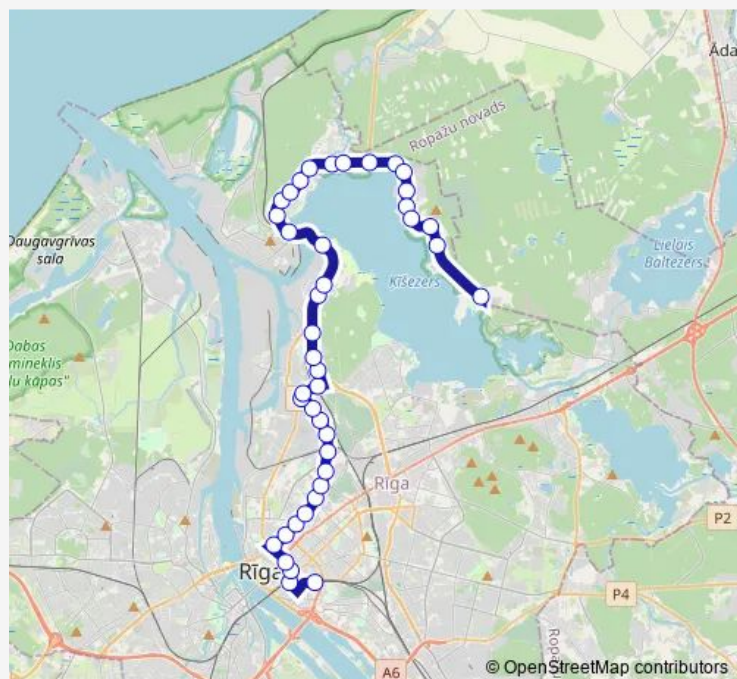 Āda
Ropažu novads
Daugavgrīvas
sala
Lielais
Baltezers
Ķīšezers
Dabas
mineklis
lu kāpas"
Rīga
P2
Rīga
P4
Rope
A6
© OpenStreetMap contributors